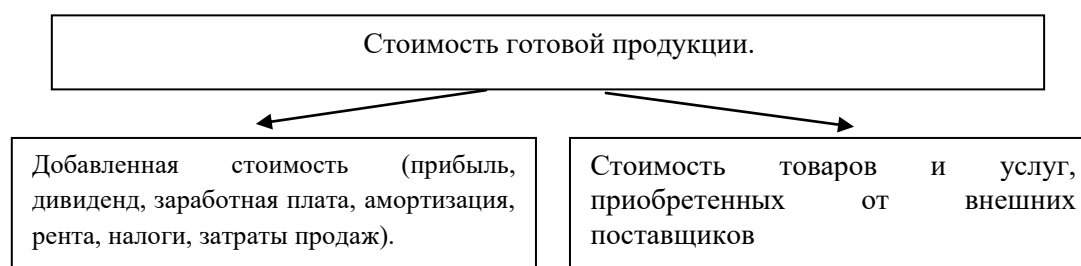 Стоимость готовой продукции.
Добавленная стоимость (прибыль,
дивиденд, заработная плата, амортизация,
рента, налоги, затраты продаж).
Стоимость товаров и услуг,
приобретенных от внешних
поставщиков